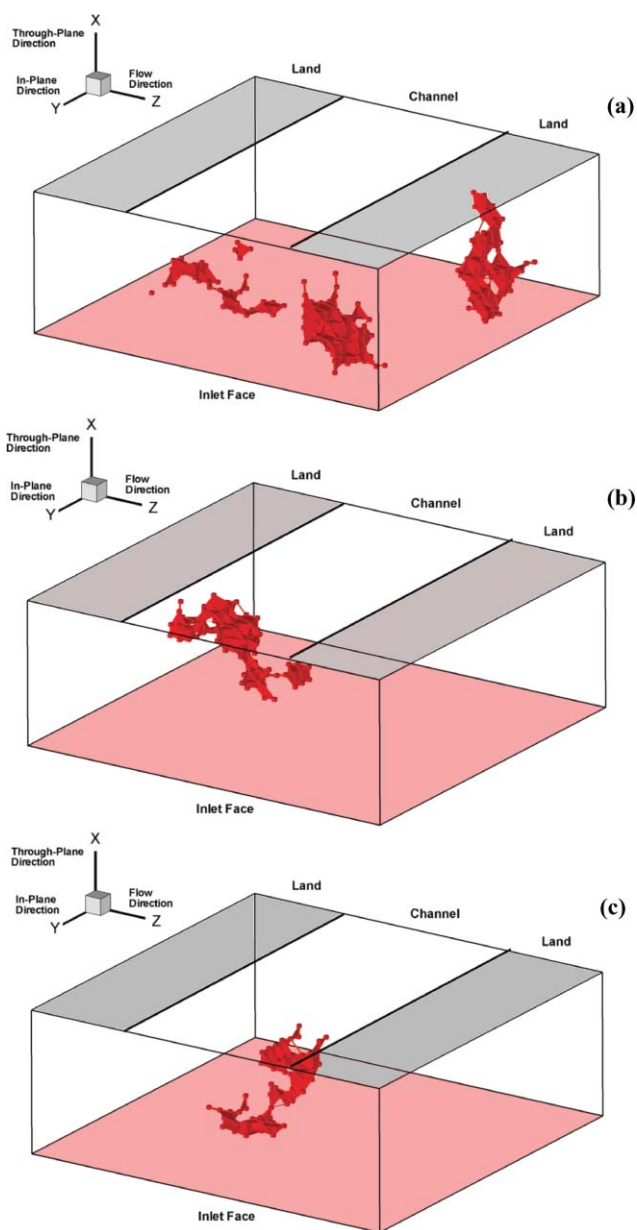 X
Through-Plane
Direction
In-Plane
Direction
Flow
Direction
Y
Z
Land
Channel
Land
(a)
Inlet Face
X
Through-Plane
Direction
In-Plane
Direction
Flow
Direction
Y
Z
Land
Channel
Land
(b)
Inlet Face
X
Through-Plane
Direction
In-Plane
Direction
Flow
Direction
Y
Z
Land
Channel
Land
(c)
Inlet Face